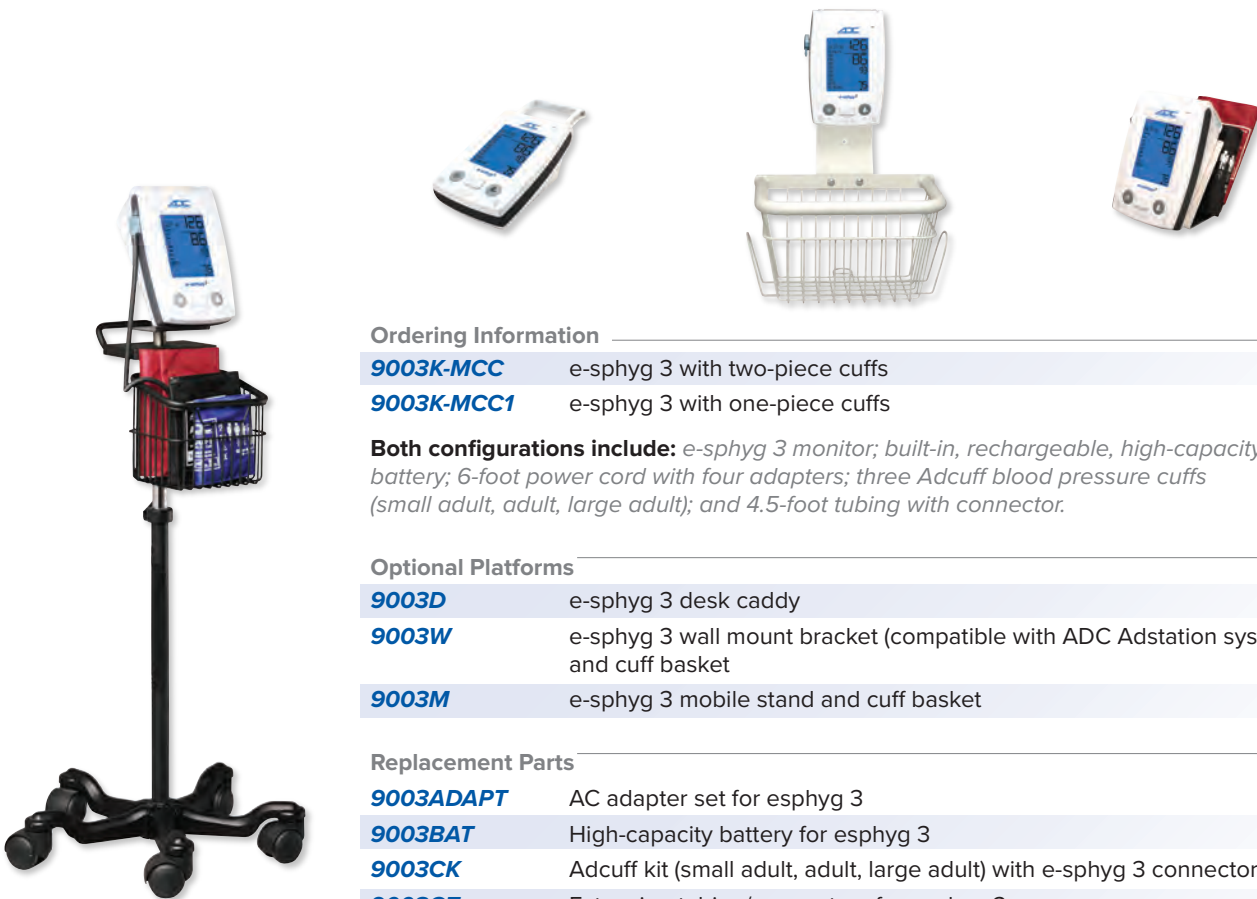 ADC
Ordering Information
9003K-MCC e-sphyg 3 with two-piece cuffs
9003K-MCC1 e-sphyg 3 with one-piece cuffs
Both configurations include: e-sphyg 3 monitor; built-in, rechargeable, high-capacity
battery; 6-foot power cord with four adapters; three Adcuff blood pressure cuffs
(small adult, adult, large adult); and 4.5-foot tubing with connector.
Optional Platforms
9003D e-sphyg 3 desk caddy
9003W e-sphyg 3 wall mount bracket (compatible with ADC Adstation sys
and cuff basket
9003M e-sphyg 3 mobile stand and cuff basket
Replacement Parts
9003ADAPT AC adapter set for esphyg 3
9003BAT High-capacity battery for esphyg 3
9003CK Adcuff kit (small adult, adult, large adult) with e-sphyg 3 connector